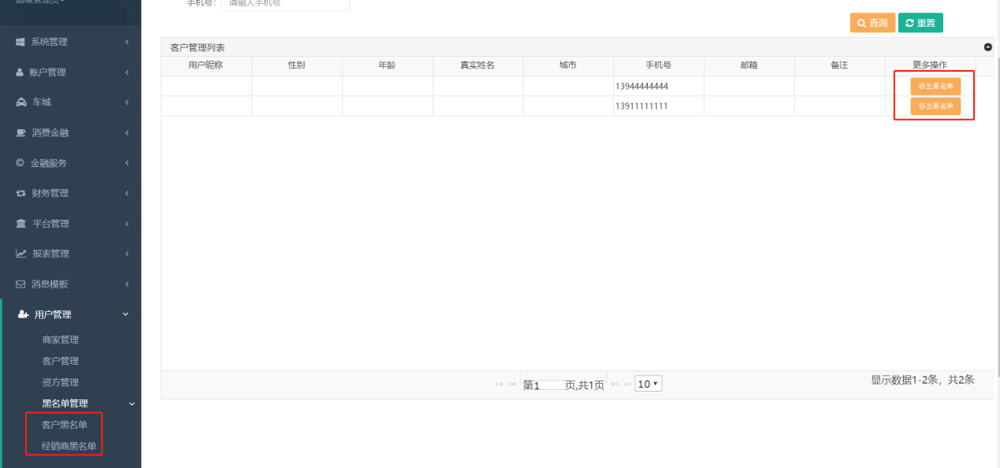 超级管理员
系统管理
账户管理
车城
消费金融
金融服务
财务管理
平台管理
报表管理
消息模板
用户管理
商家管理
客户管理
资方管理
黑名单管理
客户黑名单
经销商黑名单
手机号： 请输入手机号
查询 重置
客户管理列表
用户昵称 性别 年龄 真实姓名 城市 手机号 邮箱 备注 更多操作
13944444444 移出黑名单
13911111111 移出黑名单
第1 页,共1页 10
显示数据1-2条，共2条